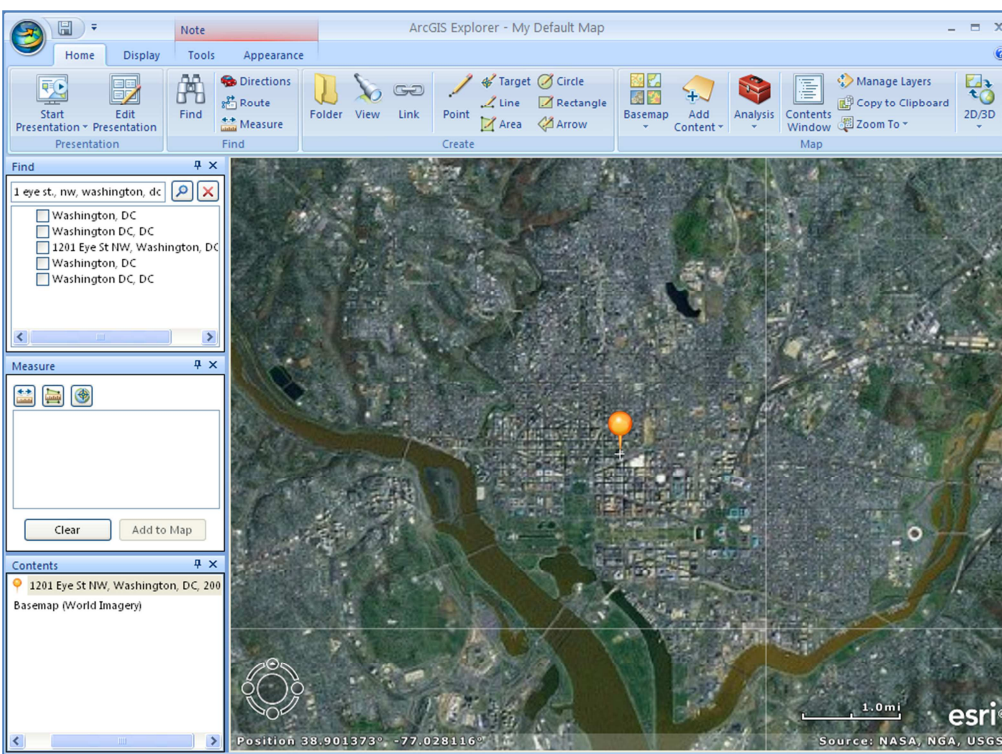 ArcGIS Explorer - My Default Map
Note
Home Display Tools Appearance
Start Presentation
Edit Presentation
Presentation
Find
Directions
Route
Measure
Find
Folder
View
Link
Point
Target
Line
Area
Circle
Rectangle
Arrow
Create
Basemap
Add Content
Analysis
Contents Window
Manage Layers
Copy to Clipboard
Zoom To
2D/3D
Map
Find
1 eye st., nw, washington, dc
Washington, DC
Washington DC, DC
1201 Eye St NW, Washington, DC
Washington, DC
Washington DC, DC
Measure
Clear
Add to Map
Contents
1201 Eye St NW, Washington, DC, 200
Basemap (World Imagery)
1.0mi
esri
Position 38.901373° -77.028116°
Source: NASA, NGA, USGS